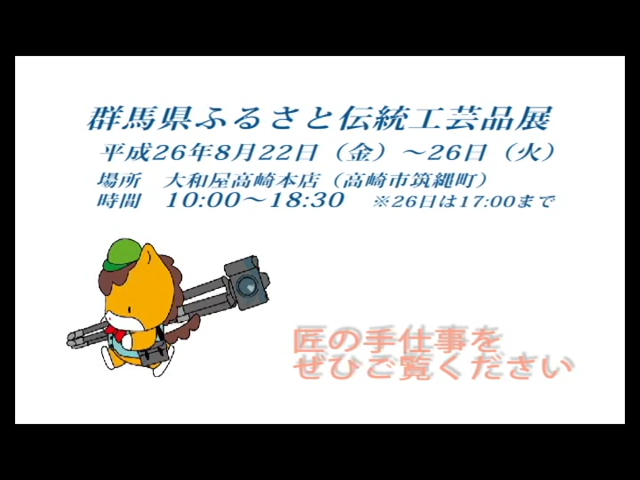 群馬県ふるさと伝統工芸品展
平成26年8月22日（金）～26日（火）
場所　大和屋高崎本店（高崎市筑縄町）
時間　10:00～18:30　※26日は17:00まで
匠の手仕事を
ぜひご覧ください